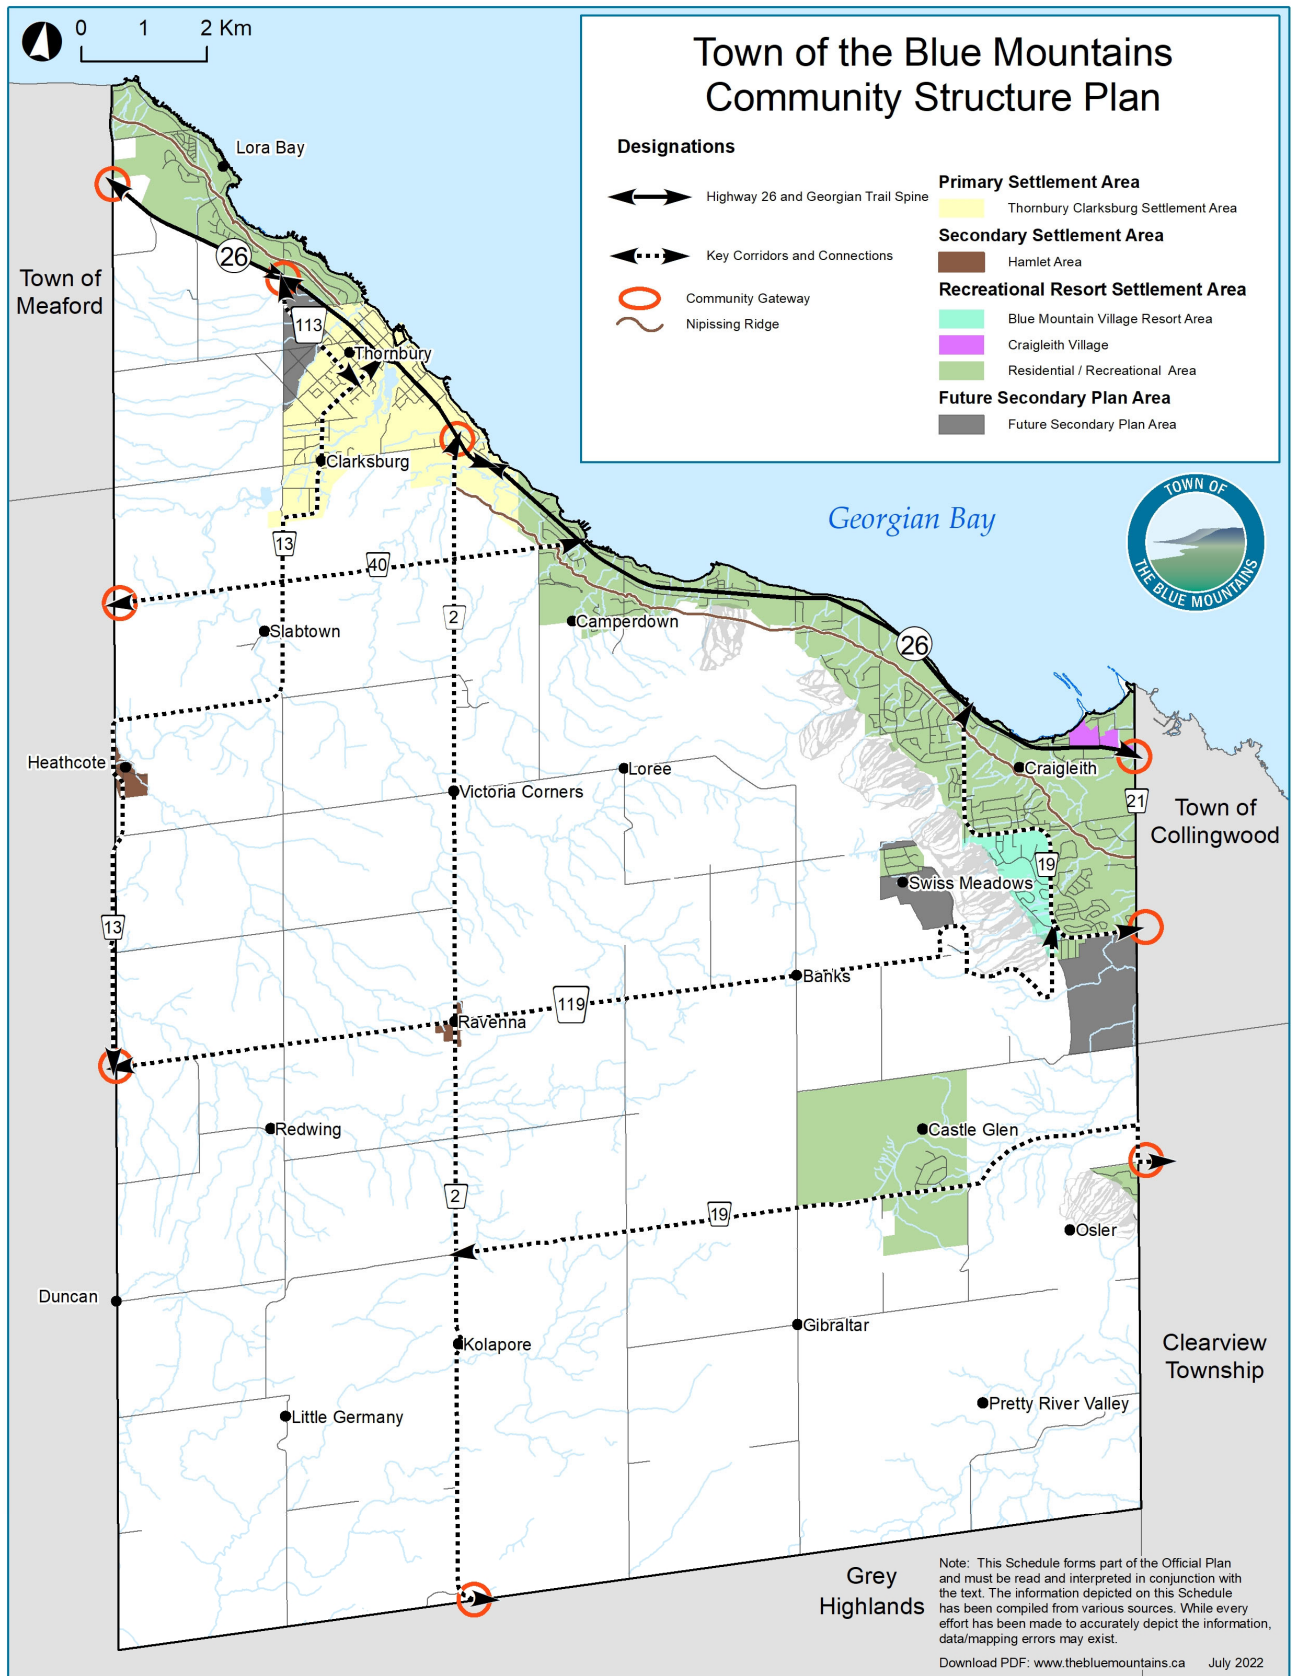 0 1 2 Km
Town of the Blue Mountains
Community Structure Plan
Designations
Highway 26 and Georgian Trail Spine
Key Corridors and Connections
Community Gateway
Nipissing Ridge
Primary Settlement Area
Thornbury Clarksburg Settlement Area
Secondary Settlement Area
Hamlet Area
Recreational Resort Settlement Area
Blue Mountain Village Resort Area
Craigleith Village
Residential / Recreational Area
Future Secondary Plan Area
Future Secondary Plan Area
Lora Bay
26
Town of
Meaford
113
Thornbury
Clarksburg
Georgian Bay
TOWN OF
THE BLUE MOUNTAINS
13
40
2
Slabtown
Camperdown
26
Heathcote
Victoria Corners
Loree
Craigleith
21
Town of
Collingwood
19
Swiss Meadows
13
Banks
119
Ravenna
Redwing
Castle Glen
2
19
Osler
Duncan
Gibraltar
Kolapore
Clearview
Township
Little Germany
Pretty River Valley
Grey
Highlands
Note: This Schedule forms part of the Official Plan
and must be read and interpreted in conjunction with
the text. The information depicted on this Schedule
has been compiled from various sources. While every
effort has been made to accurately depict the information,
data/mapping errors may exist.
Download PDF: www.thebluemountains.ca July 2022